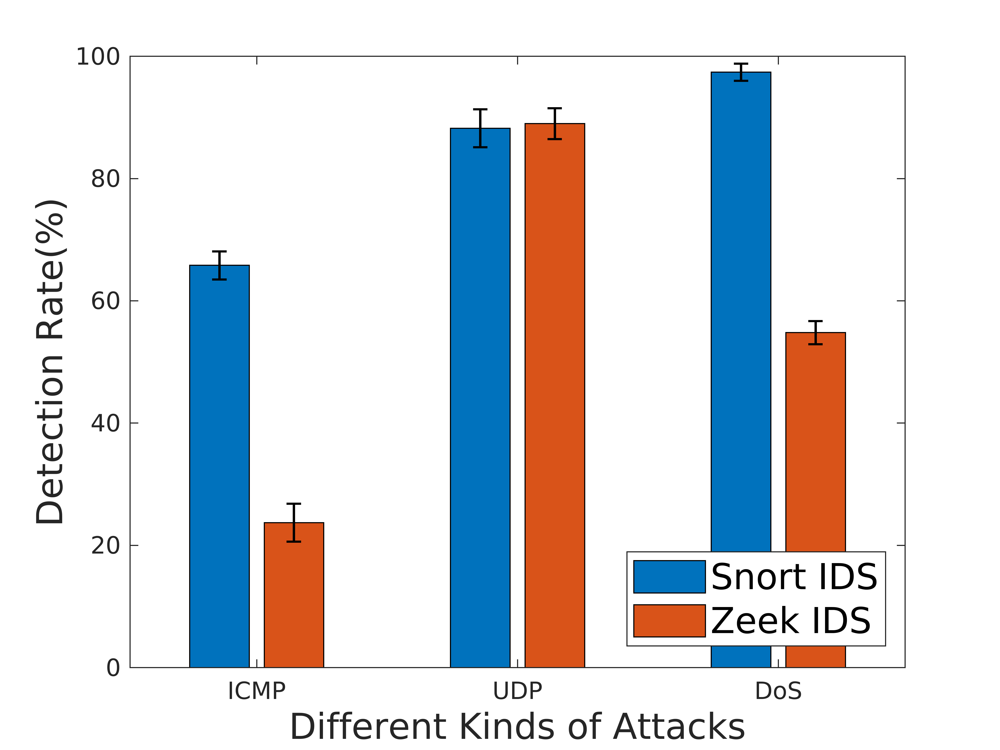 100
80
60
40
20
0
Detection Rate(%)
Snort IDS
Zeek IDS
ICMP UDP DoS
Different Kinds of Attacks